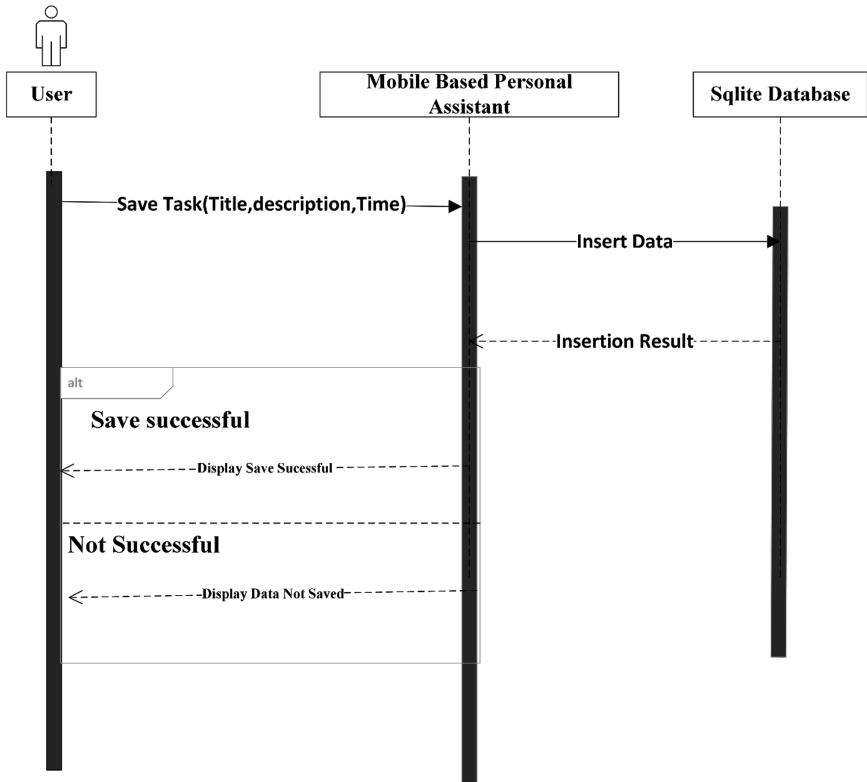 User
Mobile Based Personal
Assistant
Sqlite Database
Save Task(Title,description,Time)
Insert Data
Insertion Result
alt
Save successful
Display Save Sucessful
Not Successful
Display Data Not Saved